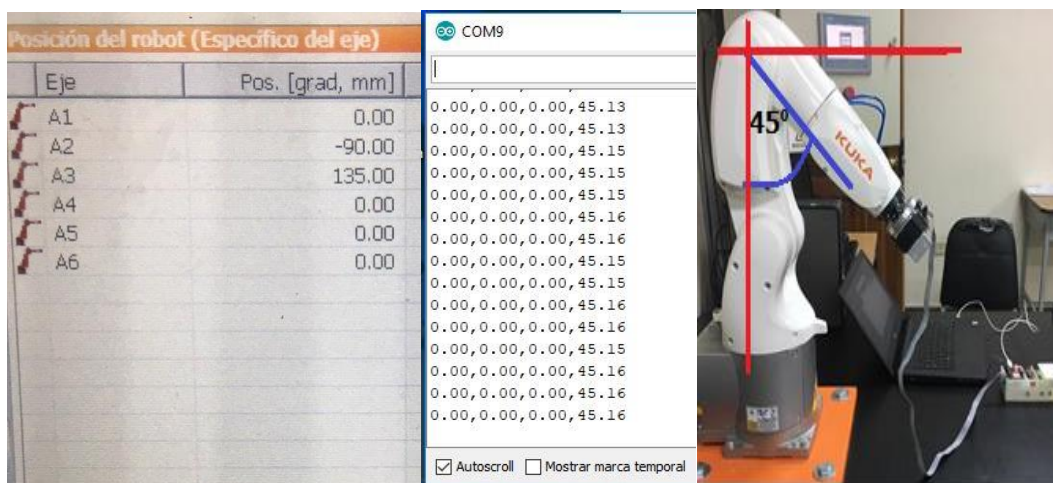 Posición del robot (Específico del eje)
Eje Pos. [grad, mm]
A1 0.00
A2 -90.00
A3 135.00
A4 0.00
A5 0.00
A6 0.00
COM9
0.00,0.00,0.00,45.13
0.00,0.00,0.00,45.13
0.00,0.00,0.00,45.15
0.00,0.00,0.00,45.15
0.00,0.00,0.00,45.15
0.00,0.00,0.00,45.16
0.00,0.00,0.00,45.16
0.00,0.00,0.00,45.15
0.00,0.00,0.00,45.15
0.00,0.00,0.00,45.16
0.00,0.00,0.00,45.16
0.00,0.00,0.00,45.15
0.00,0.00,0.00,45.16
0.00,0.00,0.00,45.16
0.00,0.00,0.00,45.16
Autoscroll Mostrar marca temporal
45⁰
KUKA